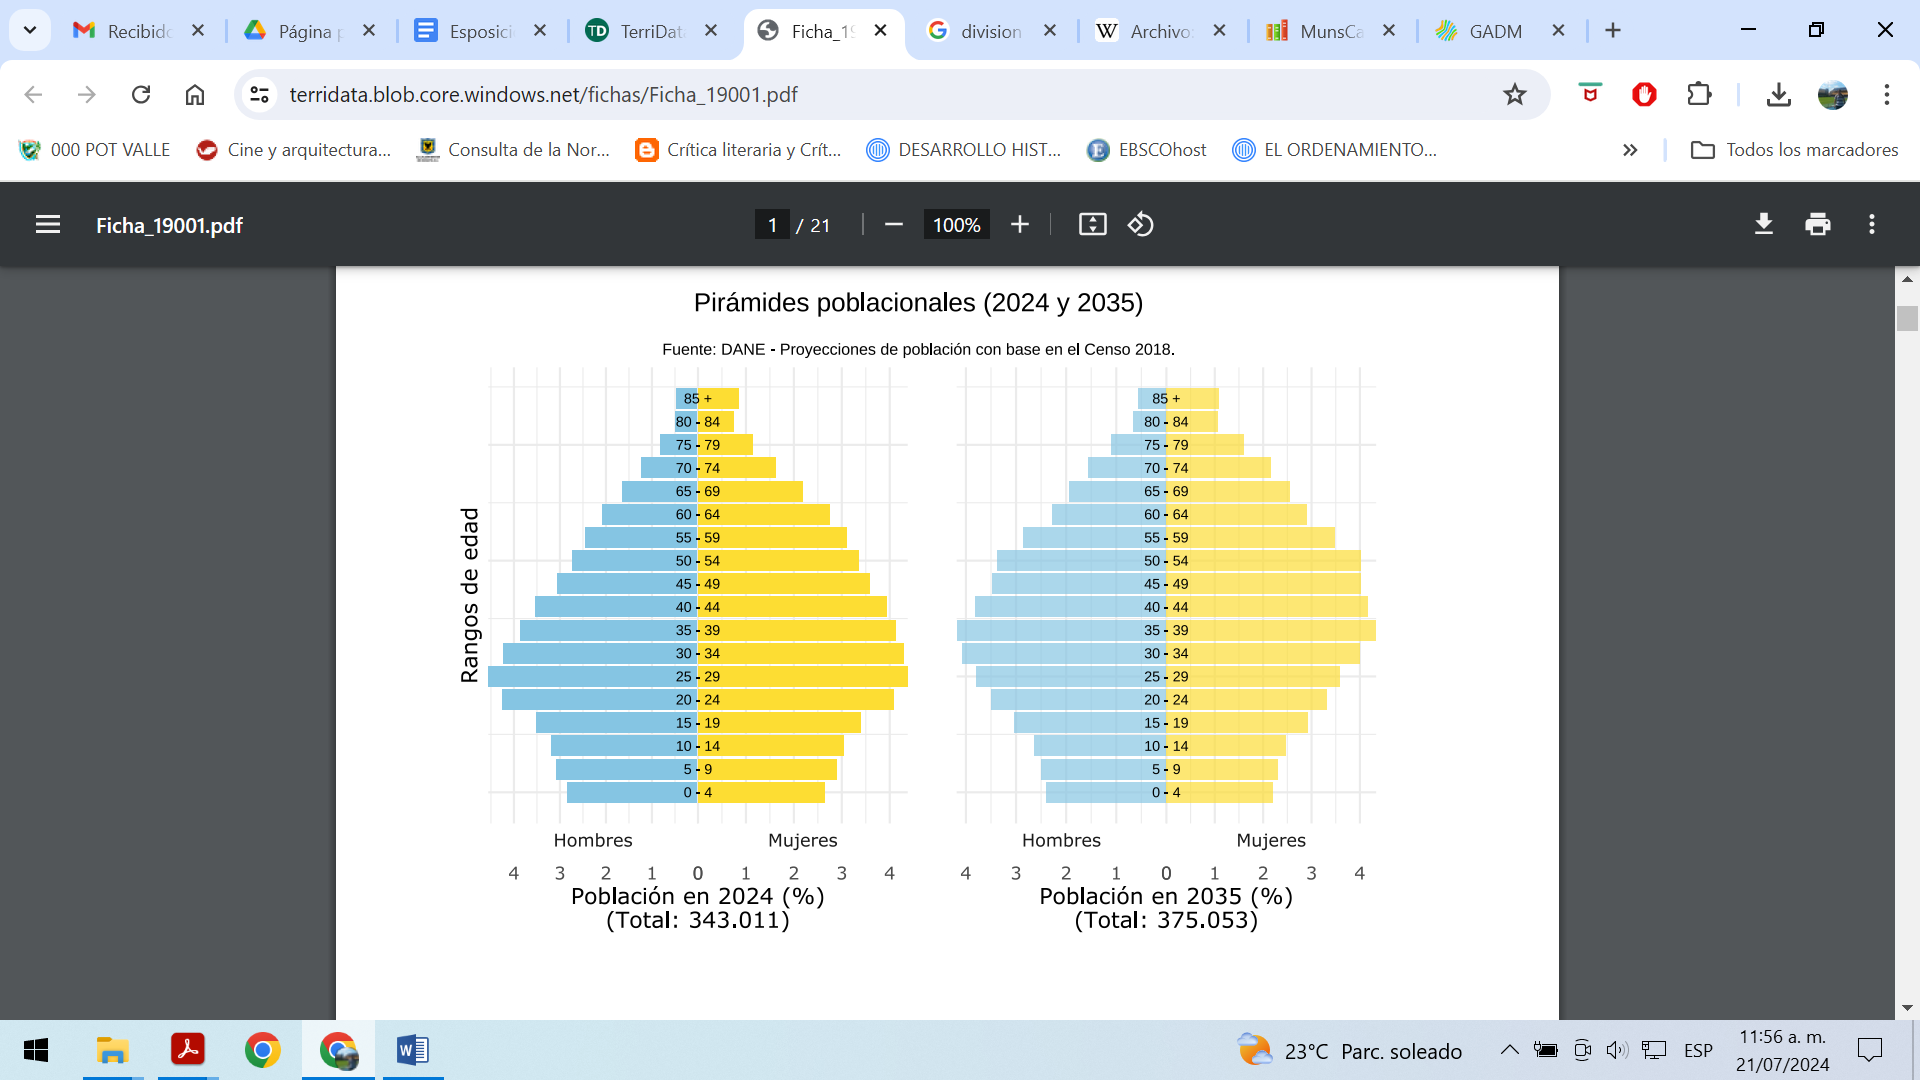 Recibido
Página p
Esposici
TD
TerriDat
Ficha_19
division
W
Archivo:
MunsCa
GADM
terridata.blob.core.windows.net/fichas/Ficha_19001.pdf
000 POT VALLE
Cine y arquitectura...
Consulta de la Nor...
Crítica literaria y Crít...
DESARROLLO HIST...
EBSCOhost
EL ORDENAMIENTO...
Todos los marcadores
Ficha_19001.pdf
1 / 21
100%
Pirámides poblacionales (2024 y 2035)
Fuente: DANE - Proyecciones de población con base en el Censo 2018.
Rangos de edad
85 +
80 - 84
75 - 79
70 - 74
65 - 69
60 - 64
55 - 59
50 - 54
45 - 49
40 - 44
35 - 39
30 - 34
25 - 29
20 - 24
15 - 19
10 - 14
5 - 9
0 - 4
Hombres Mujeres
4 3 2 1 0 1 2 3 4
Población en 2024 (%)
(Total: 343.011)
85 +
80 - 84
75 - 79
70 - 74
65 - 69
60 - 64
55 - 59
50 - 54
45 - 49
40 - 44
35 - 39
30 - 34
25 - 29
20 - 24
15 - 19
10 - 14
5 - 9
0 - 4
Hombres Mujeres
4 3 2 1 0 1 2 3 4
Población en 2035 (%)
(Total: 375.053)
23°C Parc. soleado
ESP
11:56 a. m.
21/07/2024